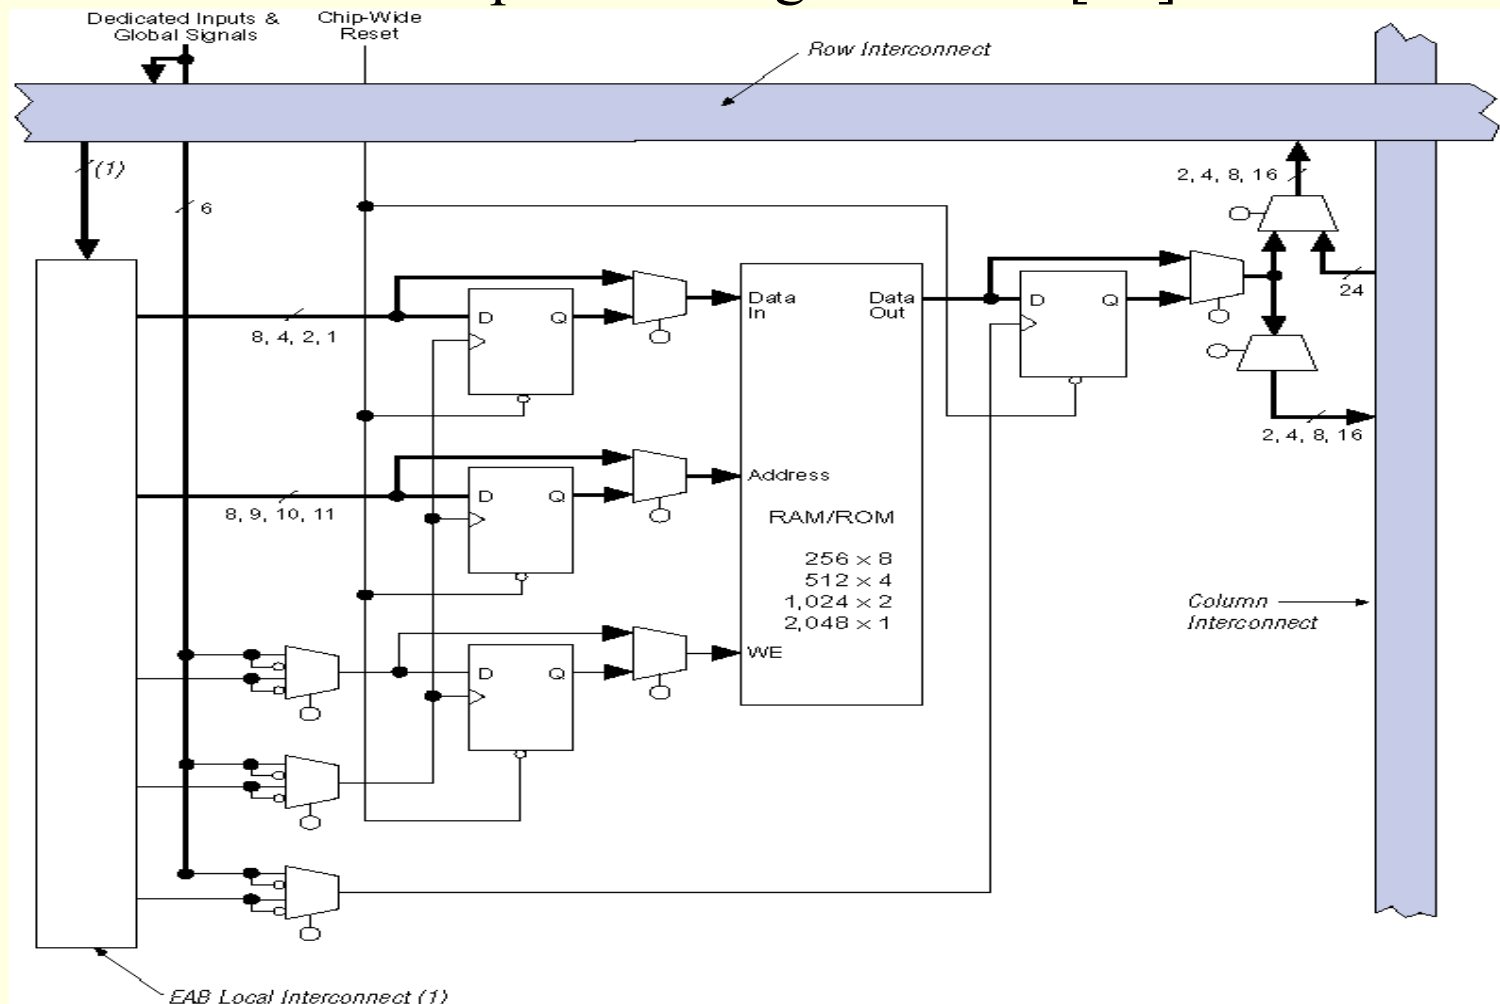 Dedicated Inputs &
Global Signals
Chip-Wide
Reset
Row Interconnect
(1)
6
2, 4, 8, 16
24
8, 4, 2, 1
D
Q
Data
In
Data
Out
D
Q
2, 4, 8, 16
8, 9, 10, 11
D
Q
Address
RAM/ROM
256 × 8
512 × 4
1,024 × 2
2,048 × 1
Column
Interconnect
D
Q
WE
EAB Local Interconnect (1)